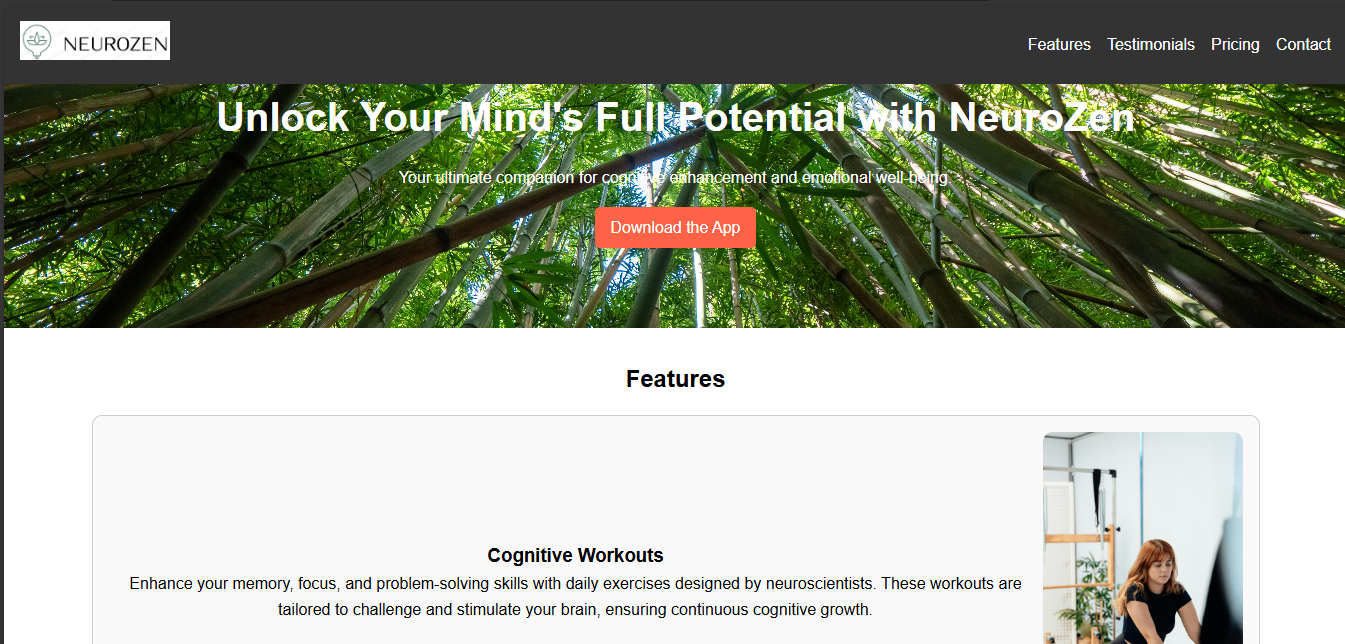 NEUROZEN
Features Testimonials Pricing Contact
Unlock Your Mind's Full Potential with NeuroZen
Your ultimate companion for cognitive enhancement and emotional well-being
Download the App
Features
Cognitive Workouts
Enhance your memory, focus, and problem-solving skills with daily exercises designed by neuroscientists. These workouts are
tailored to challenge and stimulate your brain, ensuring continuous cognitive growth.